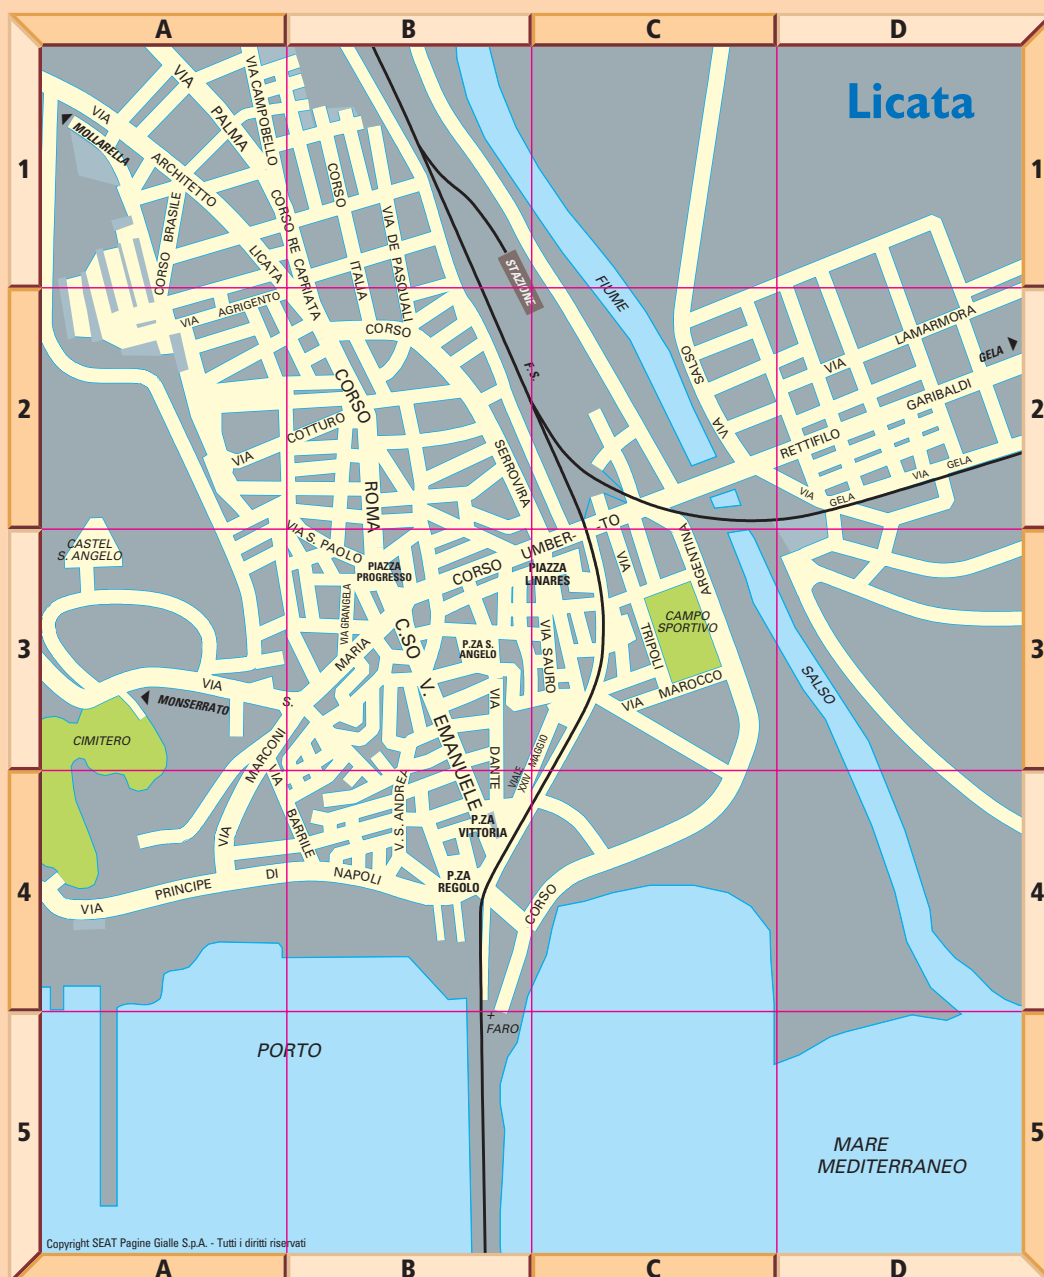 A B C D
Licata
1
1
VIA PALMA
VIA CAMPOBELLO
VIA ARCHITETTO LICATA
MOLLARELLA
CORSO BRASILE
CORSO RE CAPRIATA
CORSO ITALIA
VIA DE PASQUALI
STAZIONE
FIUME
VIA AGRIGENTO
CORSO
SERROVIRA
F.S.
VIA SALSO
VIA LAMARMORA
GELA
RETTIFILO GARIBALDI
VIA GELA
VIA GELA
2
2
CORSO ROMA
VIA COTTURO
VIA S. PAOLO
CASTEL
S. ANGELO
PIAZZA
PROGRESSO
CORSO UMBER- -TO
PIAZZA
LINARES
VIA TRIPOLI
ARGENTINA
CAMPO
SPORTIVO
VIA GRANGELA
C.SO V. EMANUELE
P.ZA S.
ANGELO
VIA SAURO
VIA MAROCCO
SALSO
3
3
VIA S. MARIA
MONSERRATO
CIMITERO
VIA MARCONI
VIA BARRILE
VIA DANTE
VIALE
XXIV MAGGIO
V. S. ANDREA
P.ZA
VITTORIA
P.ZA
REGOLO
4
4
VIA PRINCIPE DI NAPOLI
CORSO
+
FARO
PORTO
5
5
MARE
MEDITERRANEO
Copyright SEAT Pagine Gialle S.p.A. - Tutti i diritti riservati
A B C D